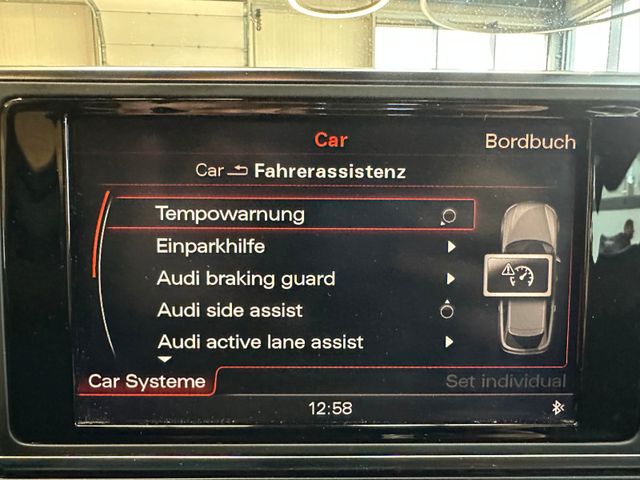 Car
Bordbuch
Car Fahrerassistenz
Tempowarnung
Einparkhilfe
Audi braking guard
Audi side assist
Audi active lane assist
Car Systeme
Set individual
12:58